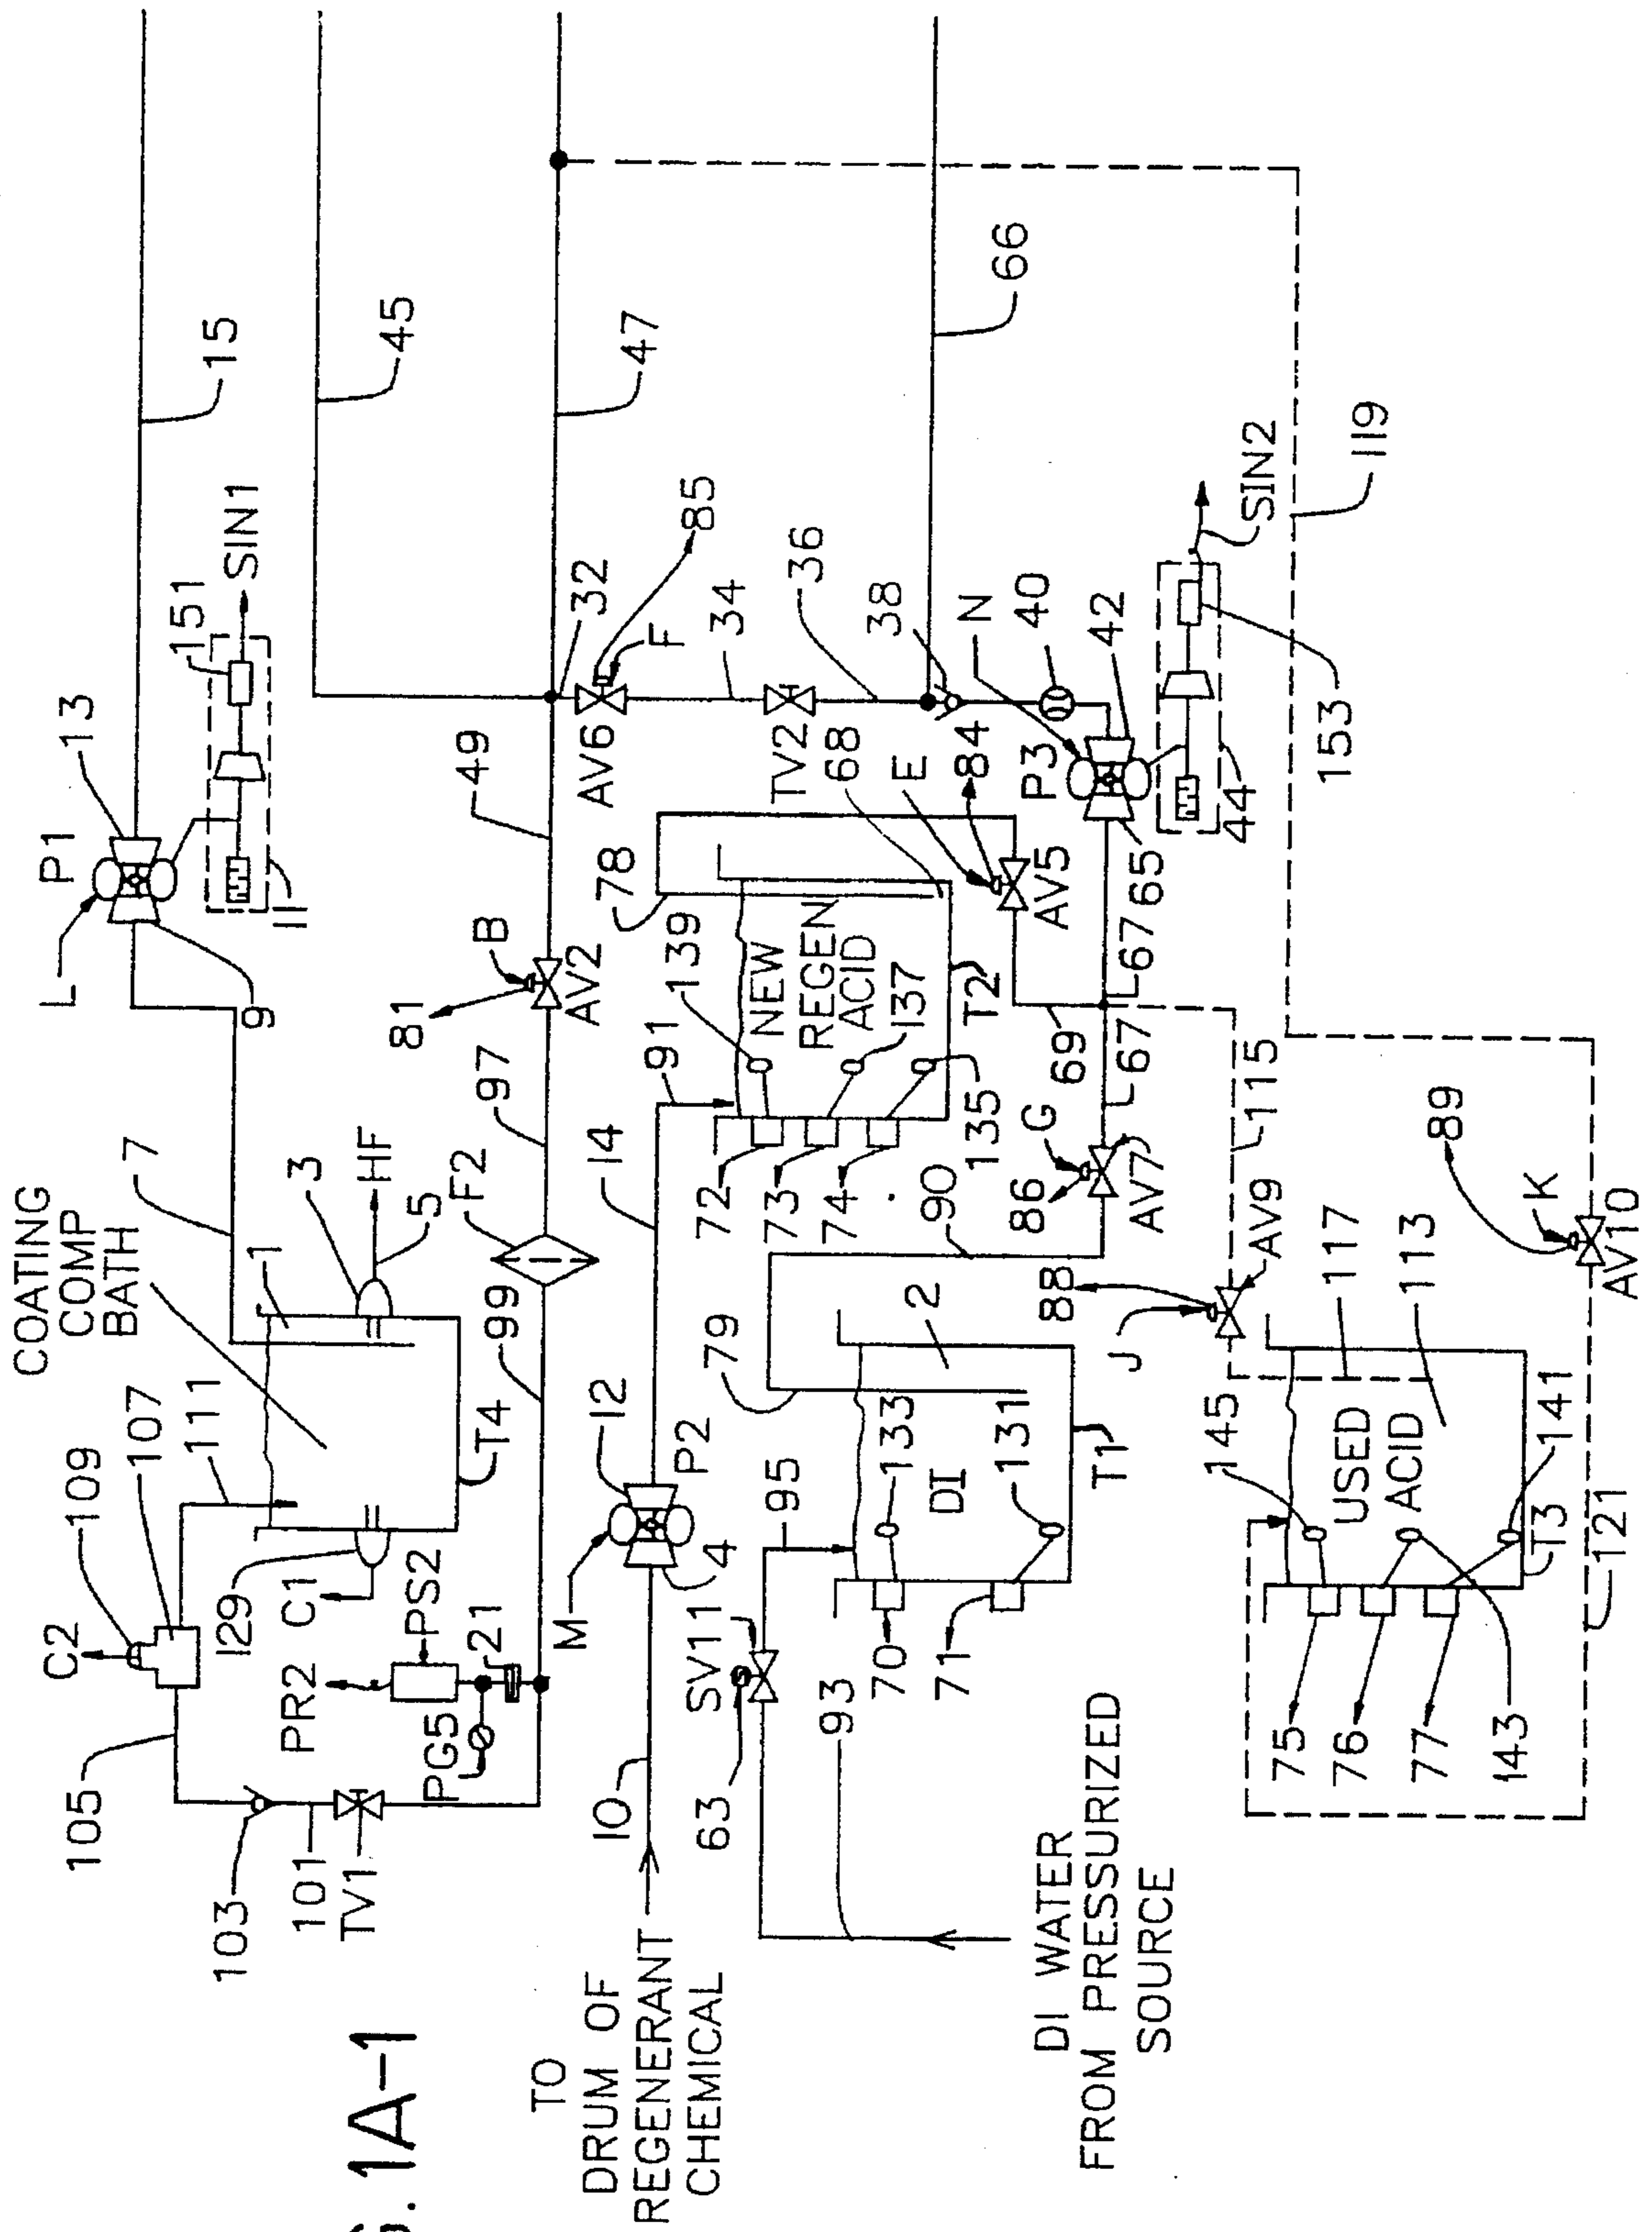 G. 1A-1
COATING
COMP
BATH
C2
109
107
111
105
103
101
TV1
129
C1
PR2
PS2
PG5
21
T4
99
1
3
HF
5
7
F2
97
81
B
AV2
49
9
L
P1
13
11
151
SIN1
15
45
47
32
85
F
AV6
34
TV2
36
38
66
N
40
42
P3
44
153
SIN2
119
65
67
67
69
84
E
AV5
68
78
NEW
REGEN
ACID
139
137
135
T2
91
14
72
73
74
12
P2
M
4
10
TO
DRUM OF
REGENERANT
CHEMICAL
DI WATER
FROM PRESSURIZED
SOURCE
93
63
SV11
95
70
71
DI
133
131
T1
79
2
90
86
G
AV7
115
88
J
AV9
117
113
USED
ACID
145
141
143
T3
121
75
76
77
89
K
AV10